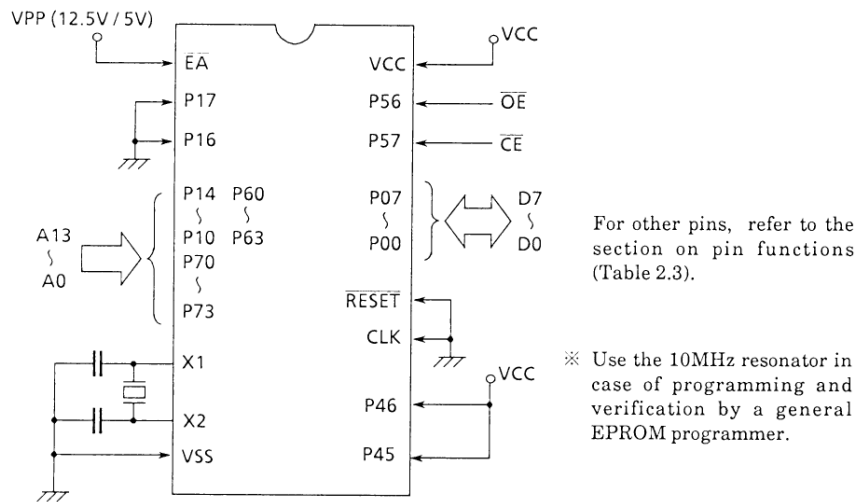 VPP (12.5V / 5V)
VCC
EA
VCC
P17
P56
OE
P16
P57
CE
P14 P60
P07
D7
A13
P10 P63
P00
D0
A0
P70
P73
RESET
CLK
X1
VCC
X2
P46
VSS
P45
For other pins, refer to the
section on pin functions
(Table 2.3).
※ Use the 10MHz resonator in
case of programming and
verification by a general
EPROM programmer.